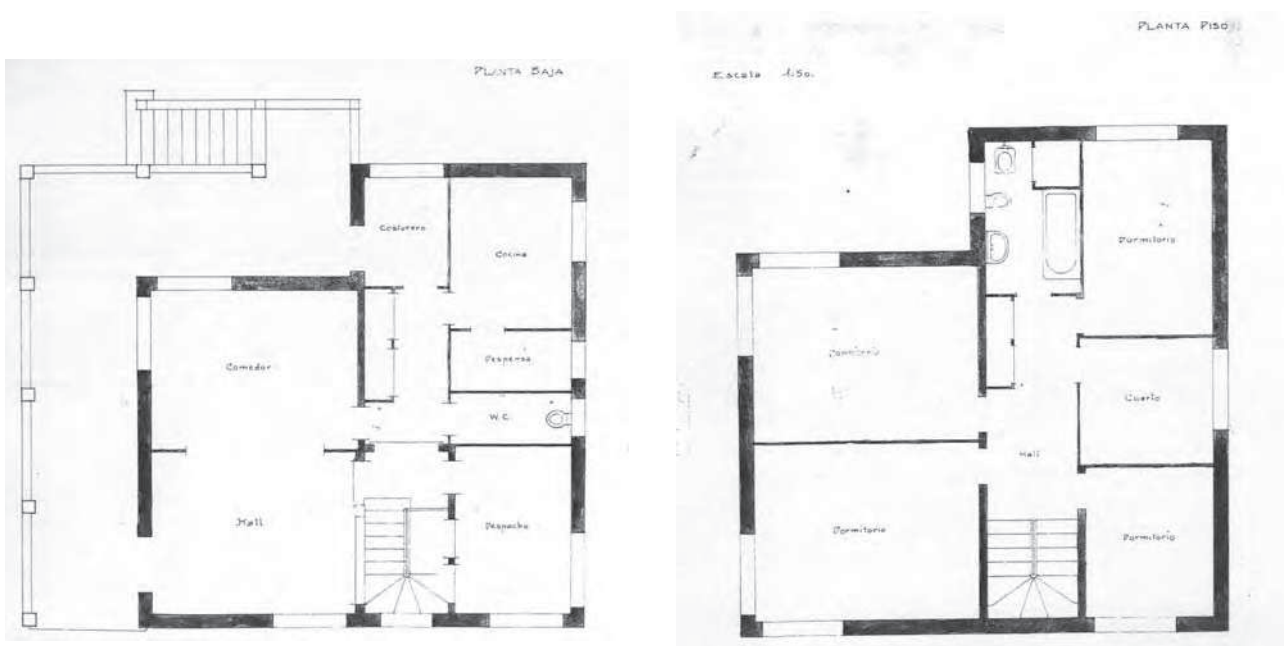 PLANTA BAJA
Costurero
Cocina
Comedor
Despensa
W.C.
Hall
Despacho
PLANTA PISO
Escala 1:50.
Dormitorio
Dormitorio
Cuarto
Hall
Dormitorio
Dormitorio